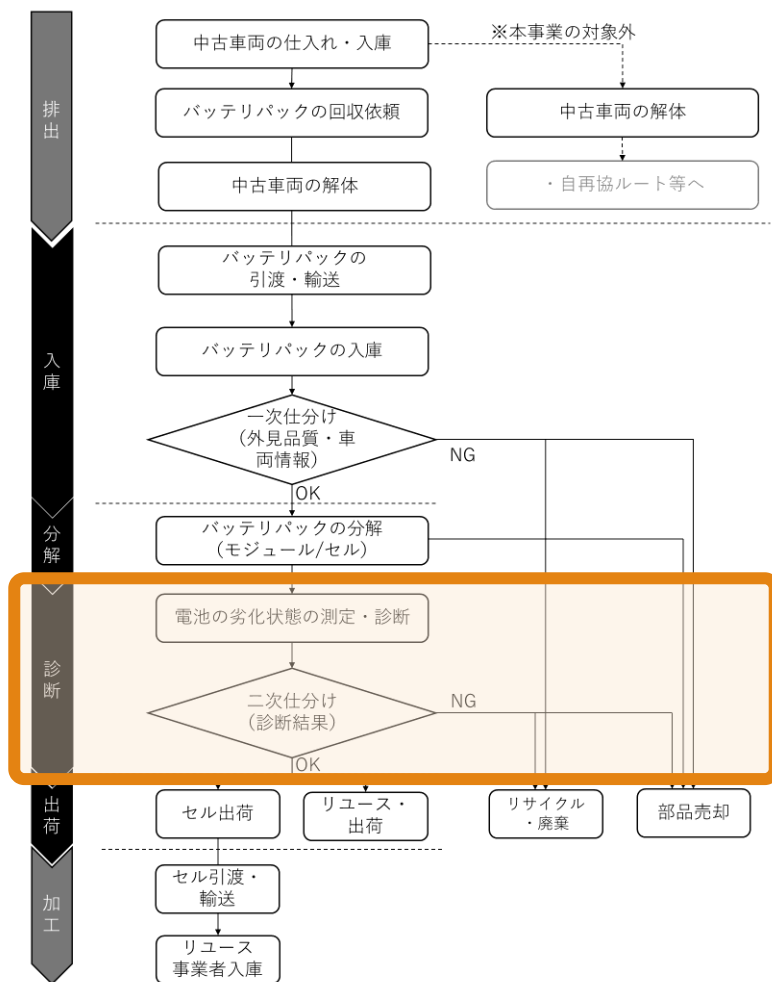 排出
中古車両の仕入れ・入庫
※本事業の対象外
バッテリパックの回収依頼
中古車両の解体
中古車両の解体
・自再協ルート等へ
入庫
バッテリパックの
引渡・輸送
バッテリパックの入庫
一次仕分け
(外見品質・車
両情報)
NG
OK
分解
バッテリパックの分解
(モジュール/セル)
診断
電池の劣化状態の測定・診断
二次仕分け
(診断結果)
NG
OK
出荷
セル出荷
リユース・
出荷
リサイクル
・廃棄
部品売却
加工
セル引渡・
輸送
リユース
事業者入庫